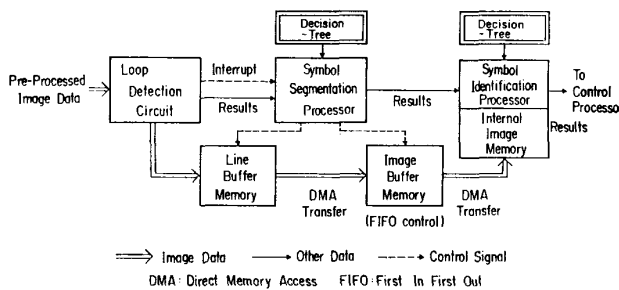 Decision
-Tree
Decision
-Tree
Pre-Processed
Image Data
Loop
Detection
Circuit
Interrupt
Results
Symbol
Segmentation
Processor
Results
Symbol
Identification
Processor
Internal
Image
Memory
To
Control
Processor
Results
Line
Buffer
Memory
DMA
Transfer
Image
Buffer
Memory
(FIFO control)
DMA
Transfer
Image Data
Other Data
Control Signal
DMA : Direct Memory Access FIFO : First In First Out